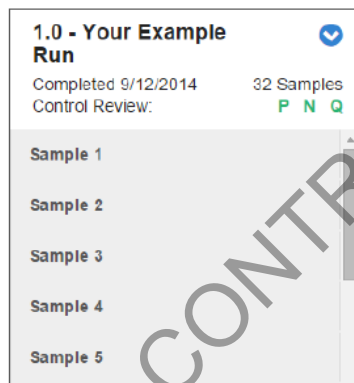 1.0 - Your Example
Run
Completed 9/12/2014 32 Samples
Control Review: P N Q
Sample 1
Sample 2
Sample 3
Sample 4
Sample 5
CONTR